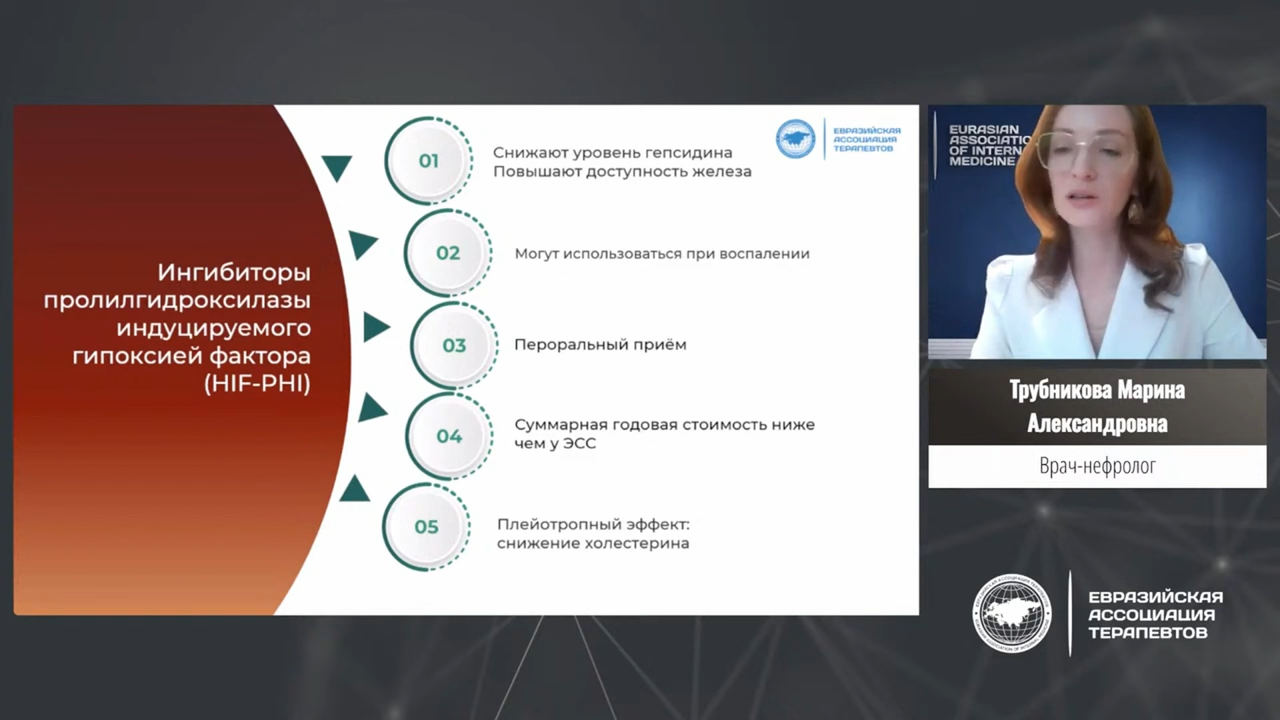 Ингибиторы
пролилгидроксилазы
индуцируемого
гипоксией фактора
(HIF-PHI)
01
Снижают уровень гепсидина
Повышают доступность железа
02
Могут использоваться при воспалении
03
Пероральный приём
04
Суммарная годовая стоимость ниже
чем у ЭСС
05
Плейотропный эффект:
снижение холестерина
ЕВРАЗИЙСКАЯ
АССОЦИАЦИЯ
ТЕРАПЕВТОВ
EURASIAN
ASSOCIATIO
OF INTERN
MEDICINE
Трубникова Марина
Александровна
Врач-нефролог
ЕВРАЗИЙСКАЯ
АССОЦИАЦИЯ
ТЕРАПЕВТОВ